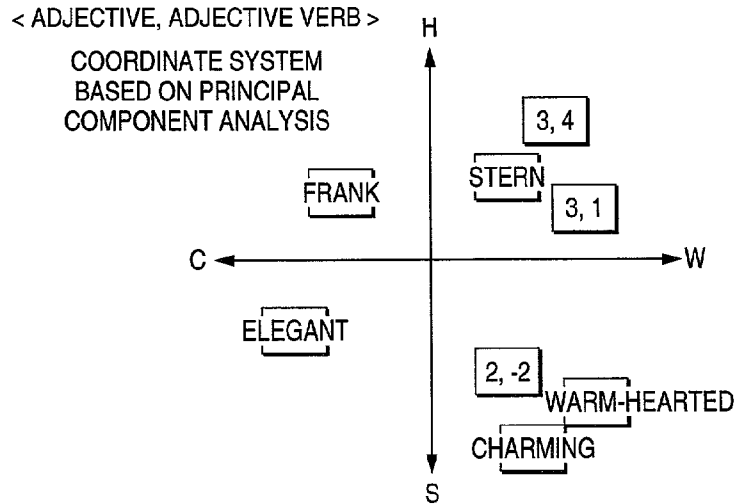 < ADJECTIVE, ADJECTIVE VERB >
COORDINATE SYSTEM
BASED ON PRINCIPAL
COMPONENT ANALYSIS
H
3, 4
STERN
FRANK
3, 1
C
W
ELEGANT
2, -2
WARM-HEARTED
CHARMING
S